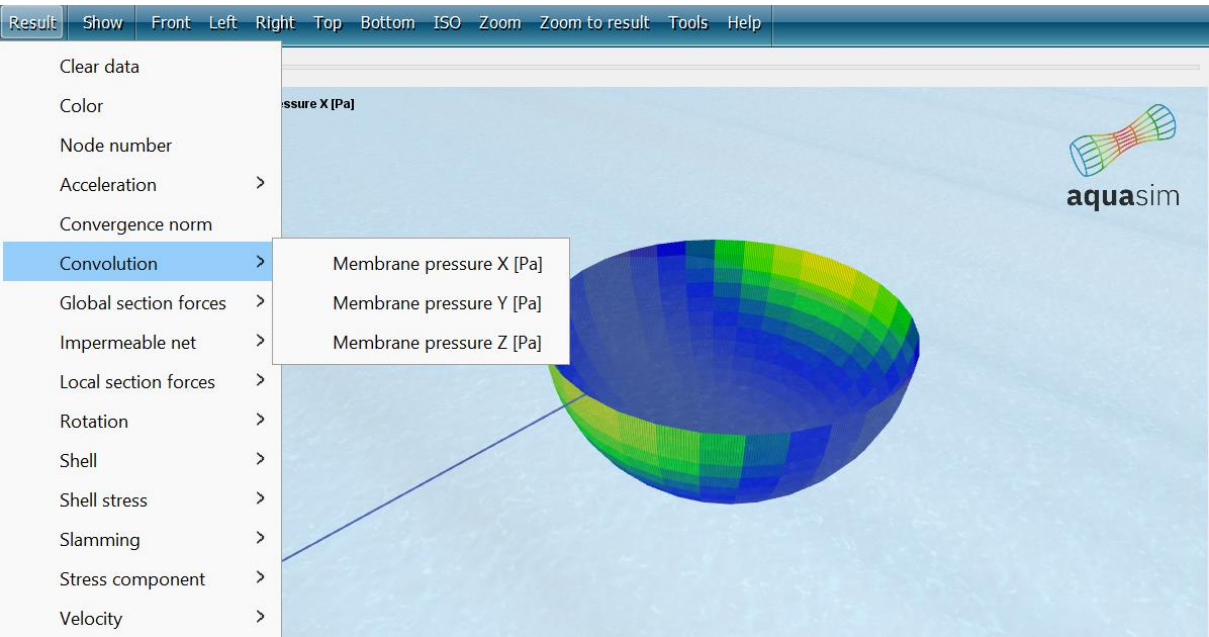 Result Show Front Left Right Top Bottom ISO Zoom Zoom to result Tools Help
Clear data
Color
essure X [Pa]
Node number
Acceleration >
aquasim
Convergence norm
Convolution >
Membrane pressure X [Pa]
Membrane pressure Y [Pa]
Membrane pressure Z [Pa]
Global section forces >
Impermeable net >
Local section forces >
Rotation >
Shell >
Shell stress >
Slamming >
Stress component >
Velocity >